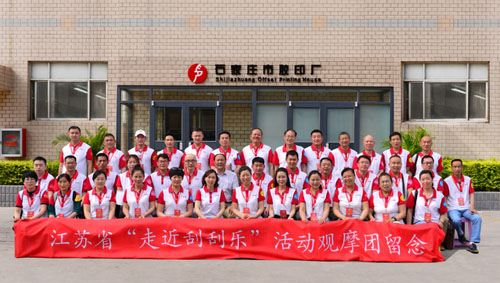 石家庄市胶印厂
Shijiazhuang Offset Printing House
江苏省“走近刮刮乐”活动观摩团留念